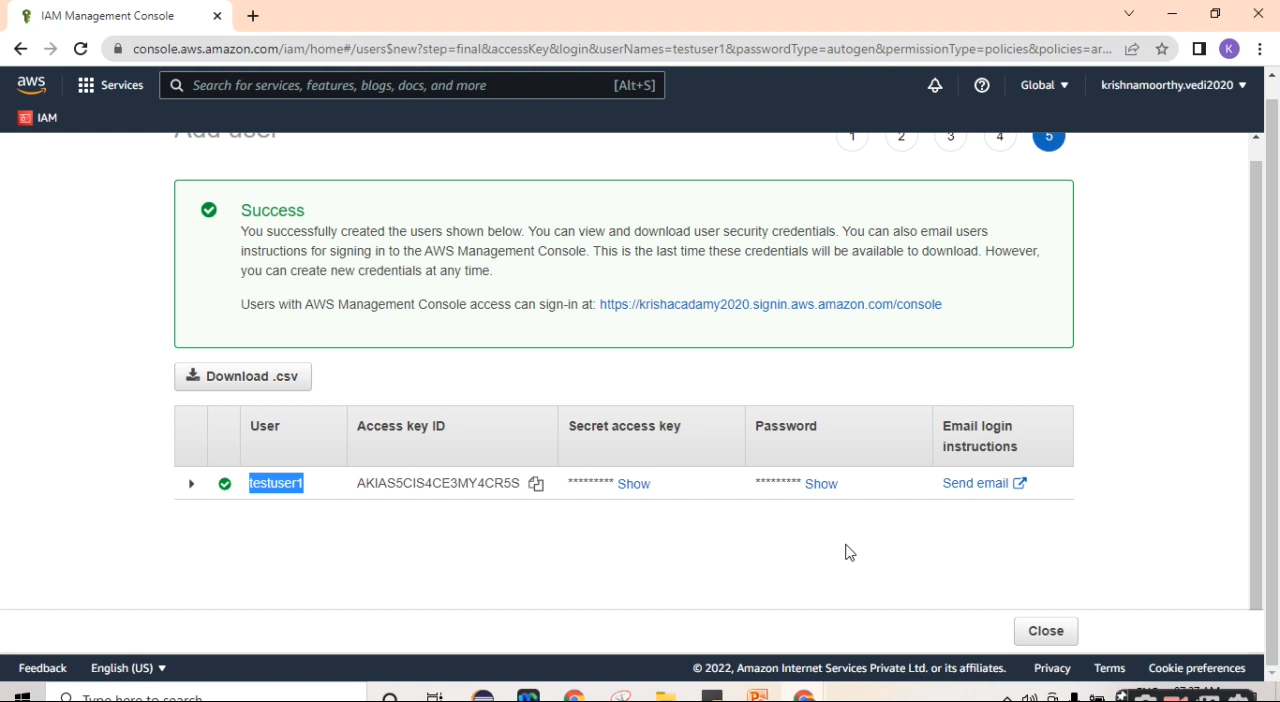 IAM Management Console
console.aws.amazon.com/iam/home#/users$new?step=final&accessKey&login&userNames=testuser1&passwordType=autogen&permissionType=policies&policies=ar...
K
aws Services Search for services, features, blogs, docs, and more [Alt+S] Global krishnamoorthy.vedi2020
IAM
Add user 1 2 3 4 5
Success
You successfully created the users shown below. You can view and download user security credentials. You can also email users
instructions for signing in to the AWS Management Console. This is the last time these credentials will be available to download. However,
you can create new credentials at any time.
Users with AWS Management Console access can sign-in at: https://krishacadamy2020.signin.aws.amazon.com/console
Download .csv
User Access key ID Secret access key Password Email login
instructions
testuser1 AKIAS5CIS4CE3MY4CR5S ********* Show ********* Show Send email
Close
Feedback English (US) © 2022, Amazon Internet Services Private Ltd. or its affiliates. Privacy Terms Cookie preferences
Type here to search